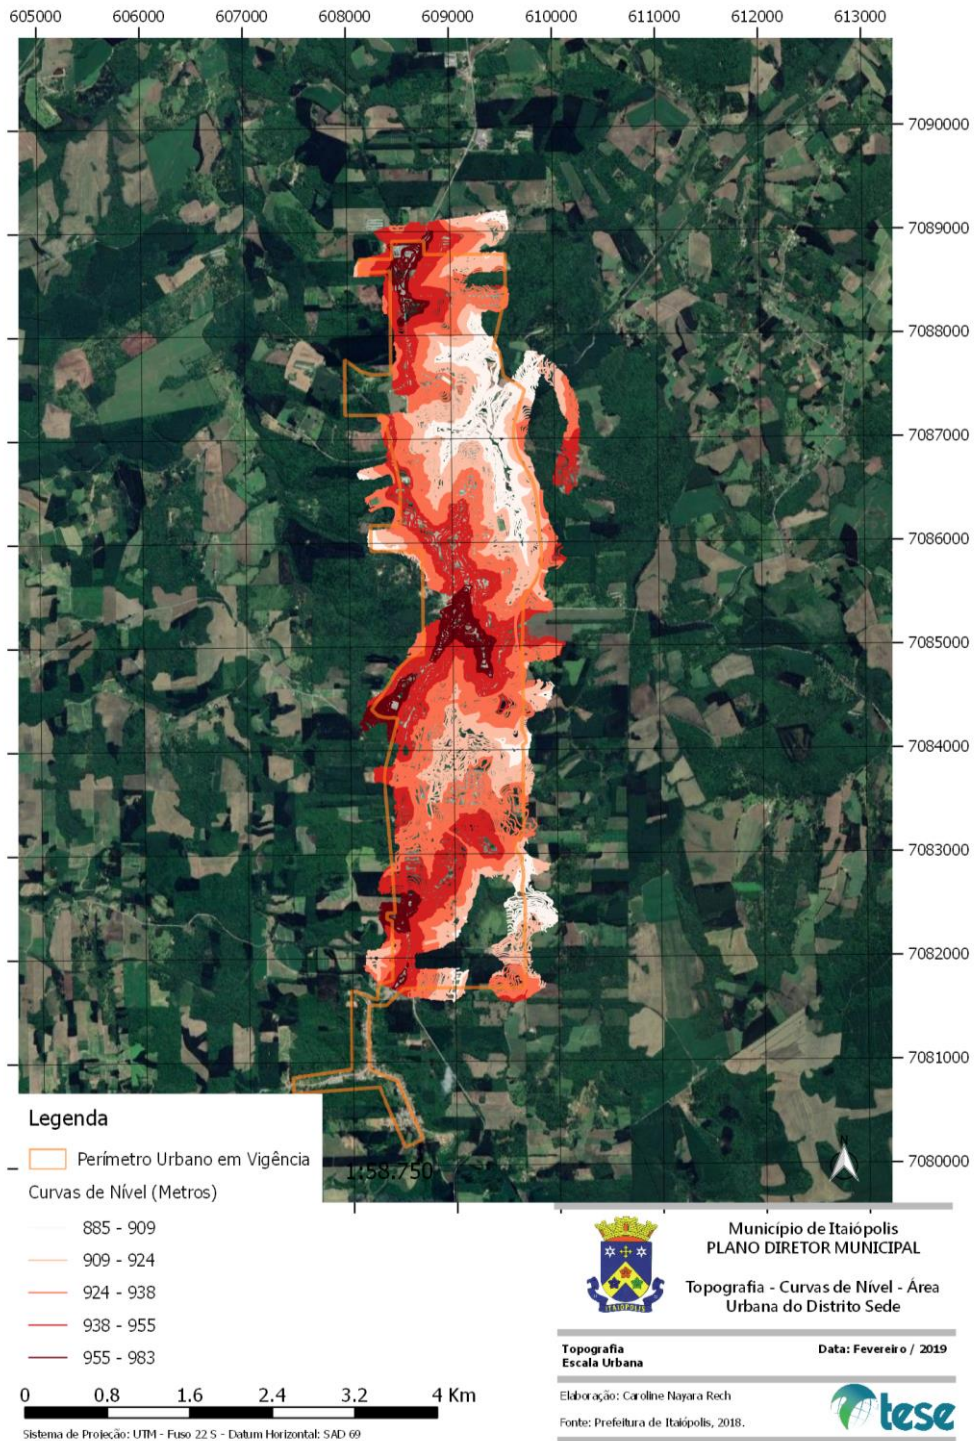 605000 606000 607000 608000 609000 610000 611000 612000 613000
7090000
7089000
7088000
7087000
7086000
7085000
7084000
7083000
7082000
7081000
7080000
N
1:58.750
Legenda
Perímetro Urbano em Vigência
Curvas de Nível (Metros)
885 - 909
909 - 924
924 - 938
938 - 955
955 - 983
0 0.8 1.6 2.4 3.2 4 Km
Sistema de Projeção: UTM - Fuso 22 S - Datum Horizontal: SAD 69
ITAIÓPOLIS
Município de Itaiópolis
PLANO DIRETOR MUNICIPAL
Topografia - Curvas de Nível - Área
Urbana do Distrito Sede
Topografia
Escala Urbana
Data: Fevereiro / 2019
Elaboração: Caroline Nayara Rech
Fonte: Prefeitura de Itaiópolis, 2018.
tese